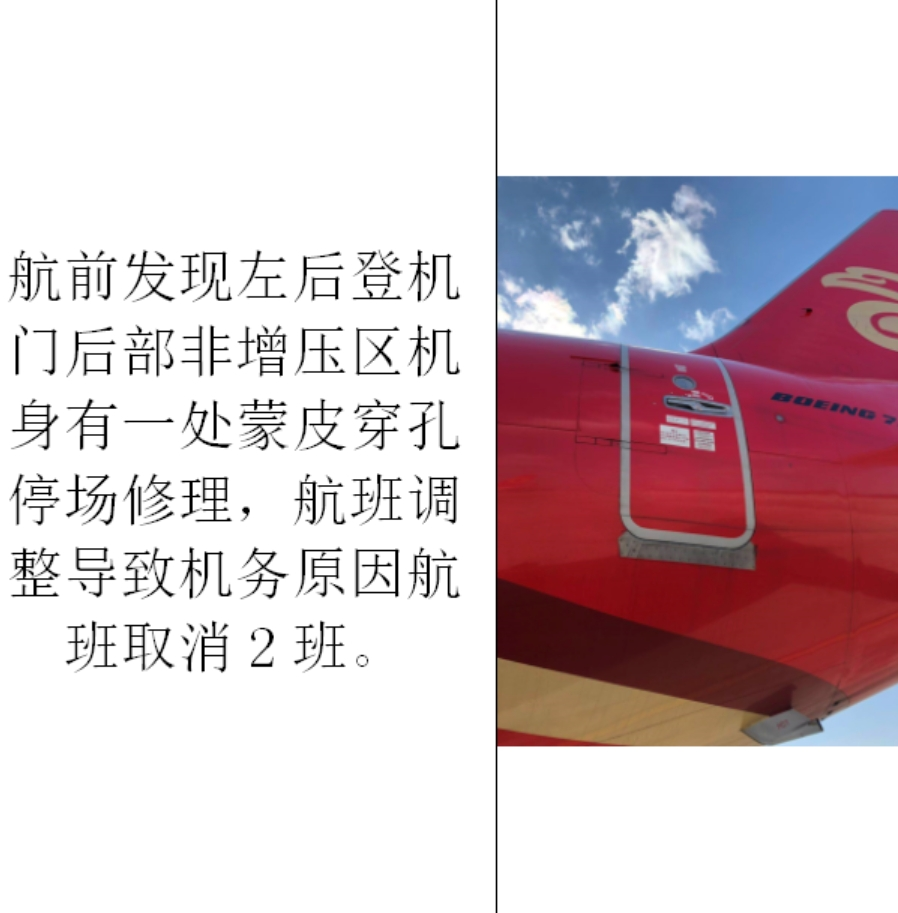 航前发现左后登机
门后部非增压区机
身有一处蒙皮穿孔
停场修理，航班调
整导致机务原因航
班取消 2 班。
BOEING 7